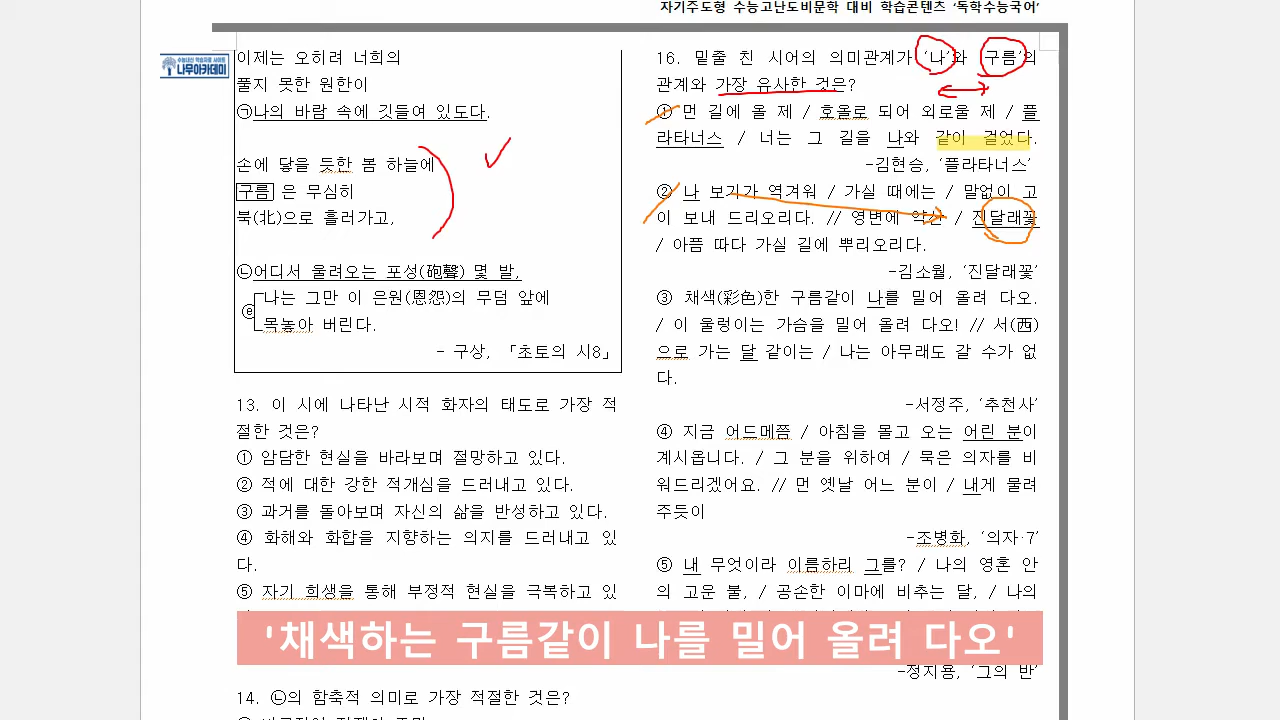 자기주도형 수능고난도비문학 대비 학습콘텐츠 ‘독학수능국어’
수능내신 학습자료 사이트
나무아카데미
이제는 오히려 너희의
풀지 못한 원한이
㉠나의 바람 속에 깃들여 있도다.
손에 닿을 듯한 봄 하늘에
구름 은 무심히
북(北)으로 흘러가고,
㉡어디서 울려오는 포성(砲聲) 몇 발,
ⓔ 나는 그만 이 은원(恩怨)의 무덤 앞에
목놓아 버린다.
- 구상, 「초토의 시8」
13. 이 시에 나타난 시적 화자의 태도로 가장 적
절한 것은?
① 암담한 현실을 바라보며 절망하고 있다.
② 적에 대한 강한 적개심을 드러내고 있다.
③ 과거를 돌아보며 자신의 삶을 반성하고 있다.
④ 화해와 화합을 지향하는 의지를 드러내고 있
다.
⑤ 자기 희생을 통해 부정적 현실을 극복하고 있
14. ㉡의 함축적 의미로 가장 적절한 것은?
16. 밑줄 친 시어의 의미관계가 ‘나’와 ‘구름’의
관계와 가장 유사한 것은?
① 먼 길에 올 제 / 호올로 되어 외로울 제 / 플
라타너스 / 너는 그 길을 나와 같이 걸었다.
-김현승, ‘플라타너스’
② 나 보기가 역겨워 / 가실 때에는 / 말없이 고
이 보내 드리오리다. // 영변에 약산 / 진달래꽃
/ 아픔 따다 가실 길에 뿌리오리다.
-김소월, ‘진달래꽃’
③ 채색(彩色)한 구름같이 나를 밀어 올려 다오.
/ 이 울렁이는 가슴을 밀어 올려 다오! // 서(西)
으로 가는 달 같이는 / 나는 아무래도 갈 수가 없
다.
-서정주, ‘추천사’
④ 지금 어드메쯤 / 아침을 몰고 오는 어린 분이
계시옵니다. / 그 분을 위하여 / 묵은 의자를 비
워드리겠어요. // 먼 옛날 어느 분이 / 내게 물려
주듯이
-조병화, ‘의자 7’
⑤ 내 무엇이라 이름하리 그를? / 나의 영혼 안
의 고운 불, / 공손한 이마에 비추는 달, / 나의
'채색하는 구름같이 나를 밀어 올려 다오'
-정지용, ‘그의 반’